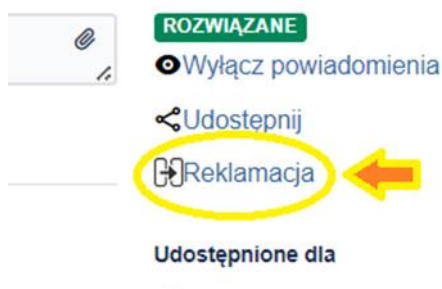 ROZWIĄZANE
Wyłącz powiadomienia
Udostępnij
Reklamacja
Udostępnione dla